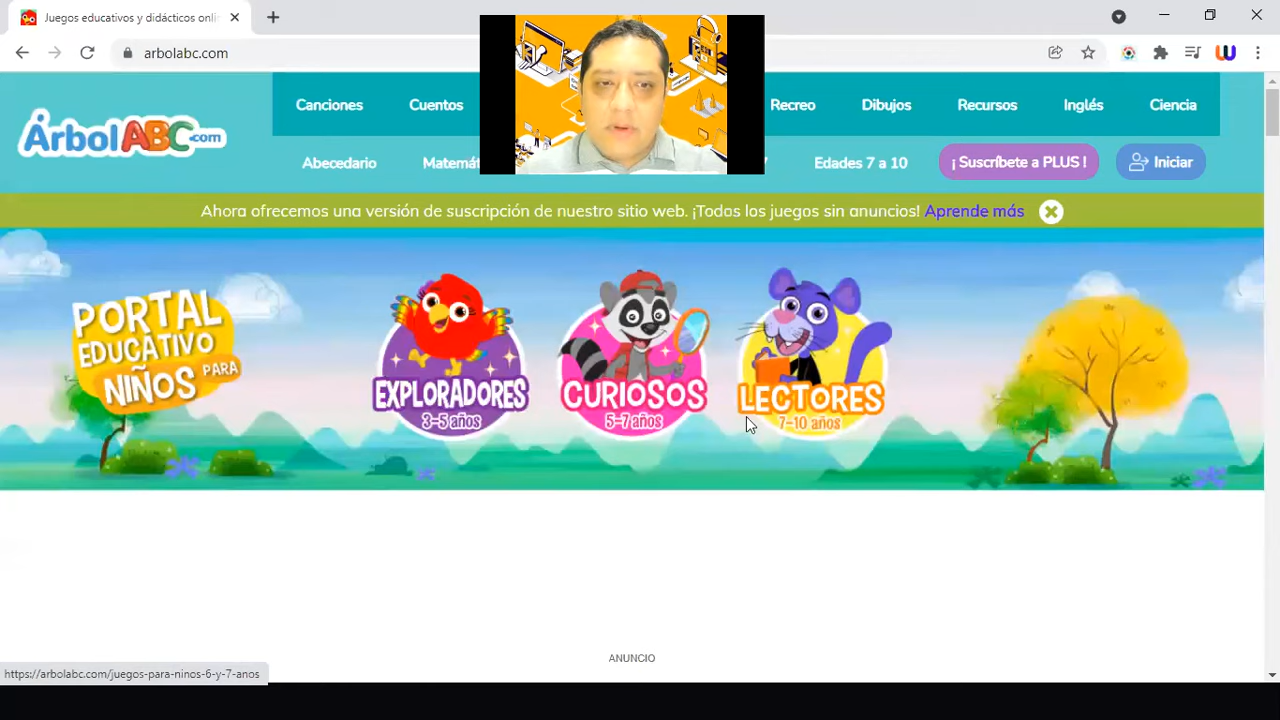 Juegos educativos y didácticos onli
arbolabc.com
ÁrbolABC.com
Canciones
Cuentos
Recreo
Dibujos
Recursos
Inglés
Ciencia
Abecedario
Edades 7 a 10
¡ Suscríbete a PLUS !
Iniciar
Ahora ofrecemos una versión de suscripción de nuestro sitio web. ¡Todos los juegos sin anuncios! Aprende más
PORTAL
EDUCATIVO
PARA
NIÑOS
EXPLORADORES
3-5 años
CURIOSOS
5-7 años
LECTORES
7-10 años
ANUNCIO
https://arbolabc.com/juegos-para-ninos-6-y-7-anos